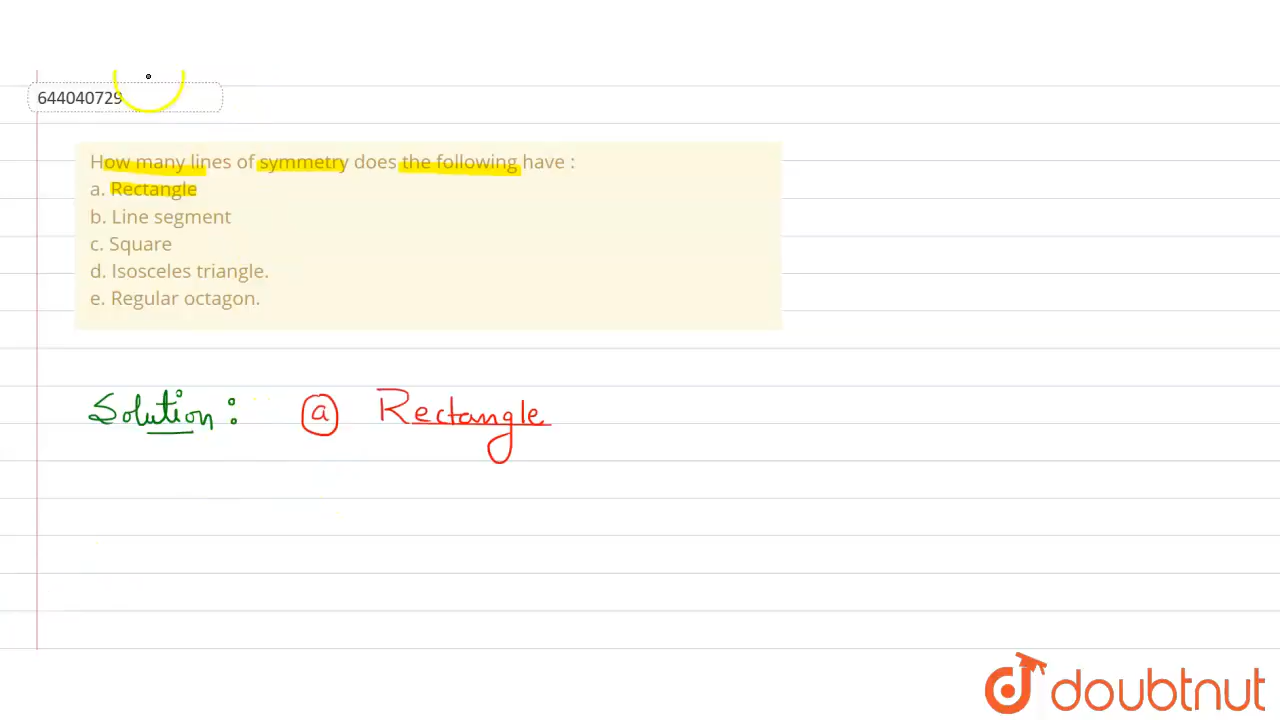 644040729
How many lines of symmetry does the following have :
a. Rectangle
b. Line segment
c. Square
d. Isosceles triangle.
e. Regular octagon.
Solution : a Rectangle
doubtnut